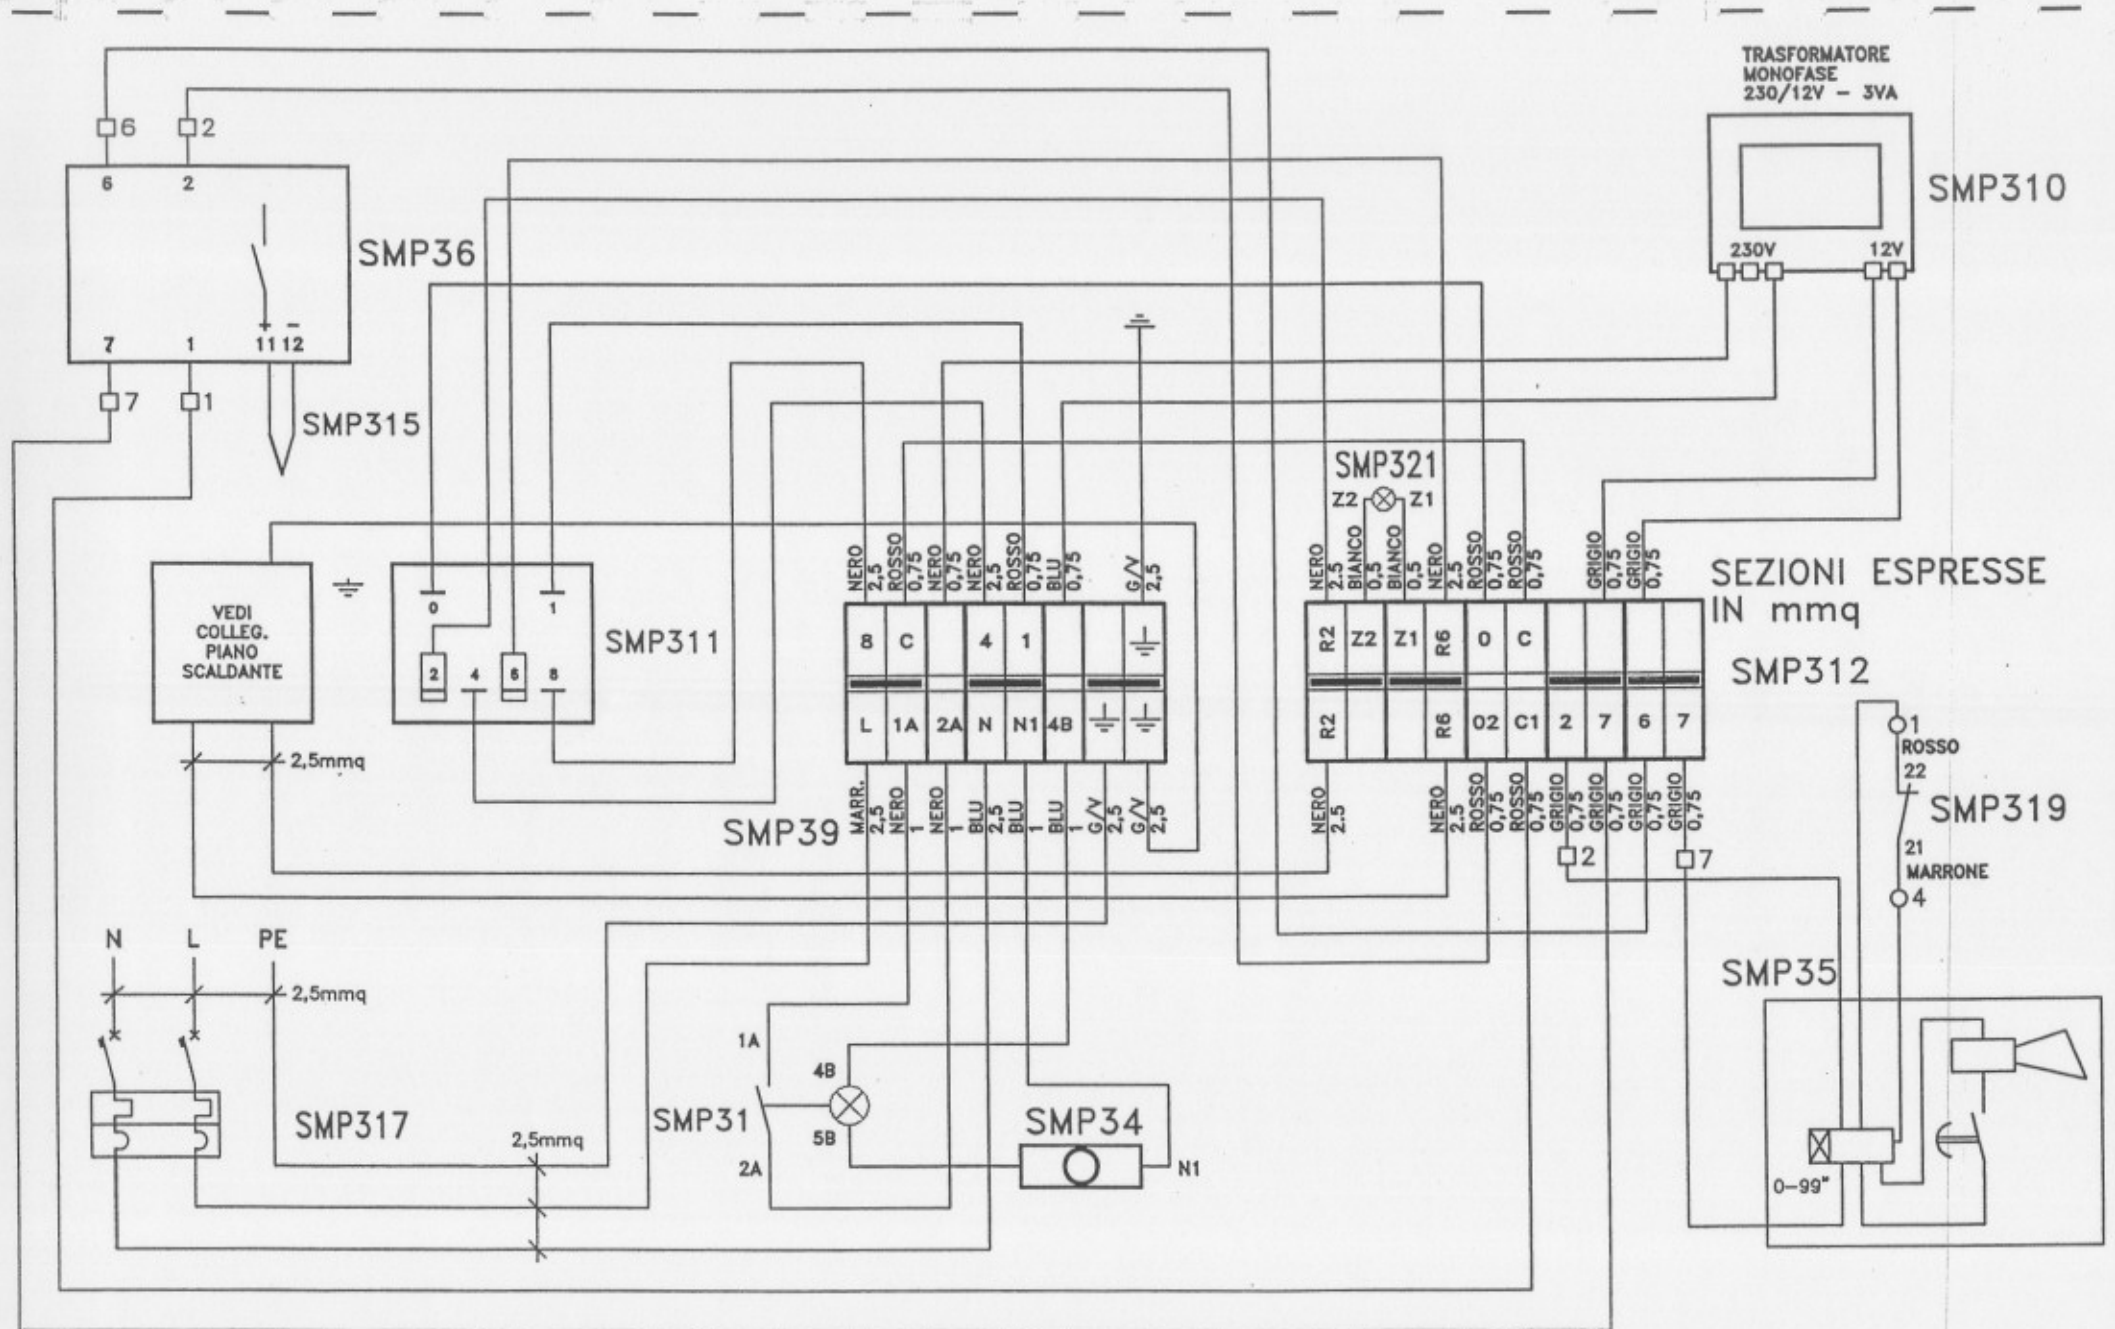 TRASFORMATORE
MONOFASE
230/12V - 3VA
6
2
6
2
SMP36
SMP310
230V
12V
+ -
7
1
11 12
7
1
SMP315
SMP321
Z2
Z1
NERO 2,5
ROSSO 0,75
NERO 0,75
NERO 2,5
ROSSO 0,75
BLU 0,75
G/V 2,5
NERO 2.5
BIANCO 0,5
BIANCO 0,5
NERO 2.5
ROSSO 0,75
ROSSO 0,75
GRIGIO 0,75
GRIGIO 0,75
SEZIONI ESPRESSE
IN mmq
VEDI
COLLEG.
PIANO
SCALDANTE
0
1
2
4
6
8
SMP311
8 C 4 1
L 1A 2A N N1 4B
R2 Z2 Z1 R6 0 C
R2 R6 02 C1 2 7 6 7
SMP312
2,5mmq
SMP39
MARR. 2,5
NERO 1
NERO 1
BLU 2,5
BLU 1
BLU 1
G/V 2,5
G/V 2,5
NERO 2.5
NERO 2.5
ROSSO 0,75
ROSSO 0,75
GRIGIO 0,75
GRIGIO 0,75
GRIGIO 0,75
GRIGIO 0,75
2
7
1
ROSSO
22
SMP319
21
MARRONE
4
N L PE
2,5mmq
SMP35
1A
4B
SMP31
5B
2A
SMP34
N1
SMP317
2,5mmq
0-99"